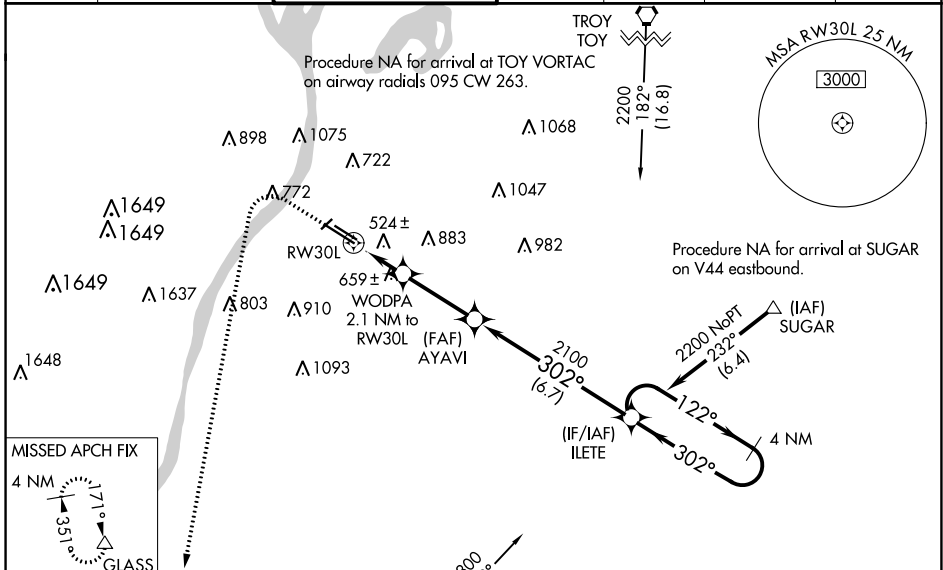 TROY
TOY
Procedure NA for arrival at TOY VORTAC
on airway radials 095 CW 263.
2200
182°
(16.8)
MSA RW30L 25 NM
3000
898
1075
1068
722
772
1047
1649
1649
524±
883
982
RW30L
Procedure NA for arrival at SUGAR
on V44 eastbound.
1649
1637
659±
803
910
WODPA
2.1 NM to
RW30L
(FAF)
AYAVI
(IAF)
SUGAR
2200 NoPT
232°
(6.4)
2100
302°
(6.7)
1648
1093
122°
(IF/IAF)
ILETE
302°
4 NM
MISSED APCH FIX
4 NM
171°
351°
GLASS